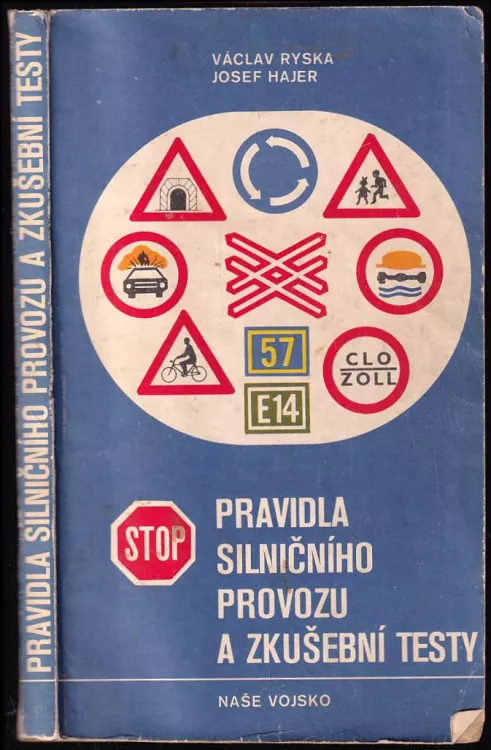 PRAVIDLA SILNIČNÍHO PROVOZU A ZKUŠEBNÍ TESTY
VÁCLAV RYSKA
JOSEF HAJER
57
E14
CLO
ZOLL
STOP
PRAVIDLA
SILNIČNÍHO
PROVOZU
A ZKUŠEBNÍ TESTY
NAŠE VOJSKO